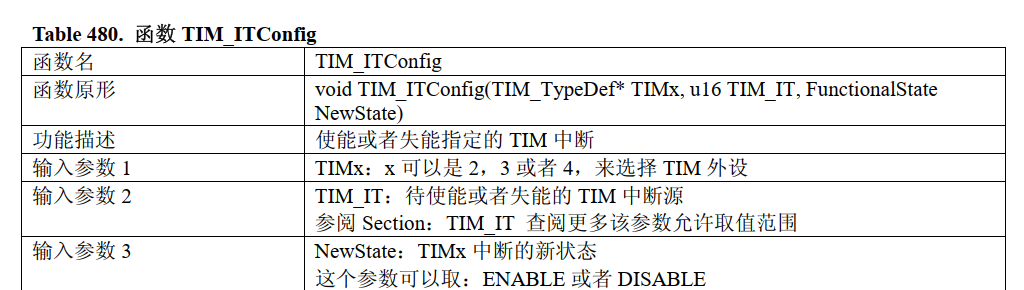 Table 480. 函数 TIM_ITConfig
函数名 TIM_ITConfig
函数原形 void TIM_ITConfig(TIM_TypeDef* TIMx, u16 TIM_IT, FunctionalState
NewState)
功能描述 使能或者失能指定的 TIM 中断
输入参数 1 TIMx：x 可以是 2，3 或者 4，来选择 TIM 外设
输入参数 2 TIM_IT：待使能或者失能的 TIM 中断源
参阅 Section：TIM_IT 查阅更多该参数允许取值范围
输入参数 3 NewState：TIMx 中断的新状态
这个参数可以取：ENABLE 或者 DISABLE